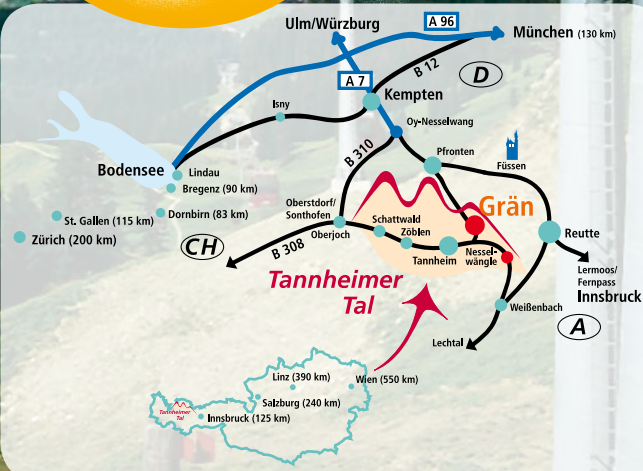 Ulm/Würzburg
A 96
München (130 km)
A 7
B 12
D
Kempten
Isny
Oy-Nesselwang
B 310
Pfronten
Füssen
Bodensee
Lindau
Bregenz (90 km)
Dornbirn (83 km)
St. Gallen (115 km)
Zürich (200 km)
CH
B 308
Oberstdorf/
Sonthofen
Oberjoch
Schattwald
Zöblen
Tannheim
Grän
Nessel-
wängle
Reutte
Lermoos/
Fernpass
Innsbruck
Weißenbach
A
Lechtal
Tannheimer
Tal
Linz (390 km)
Wien (550 km)
Salzburg (240 km)
Tannheimer
Tal
Innsbruck (125 km)